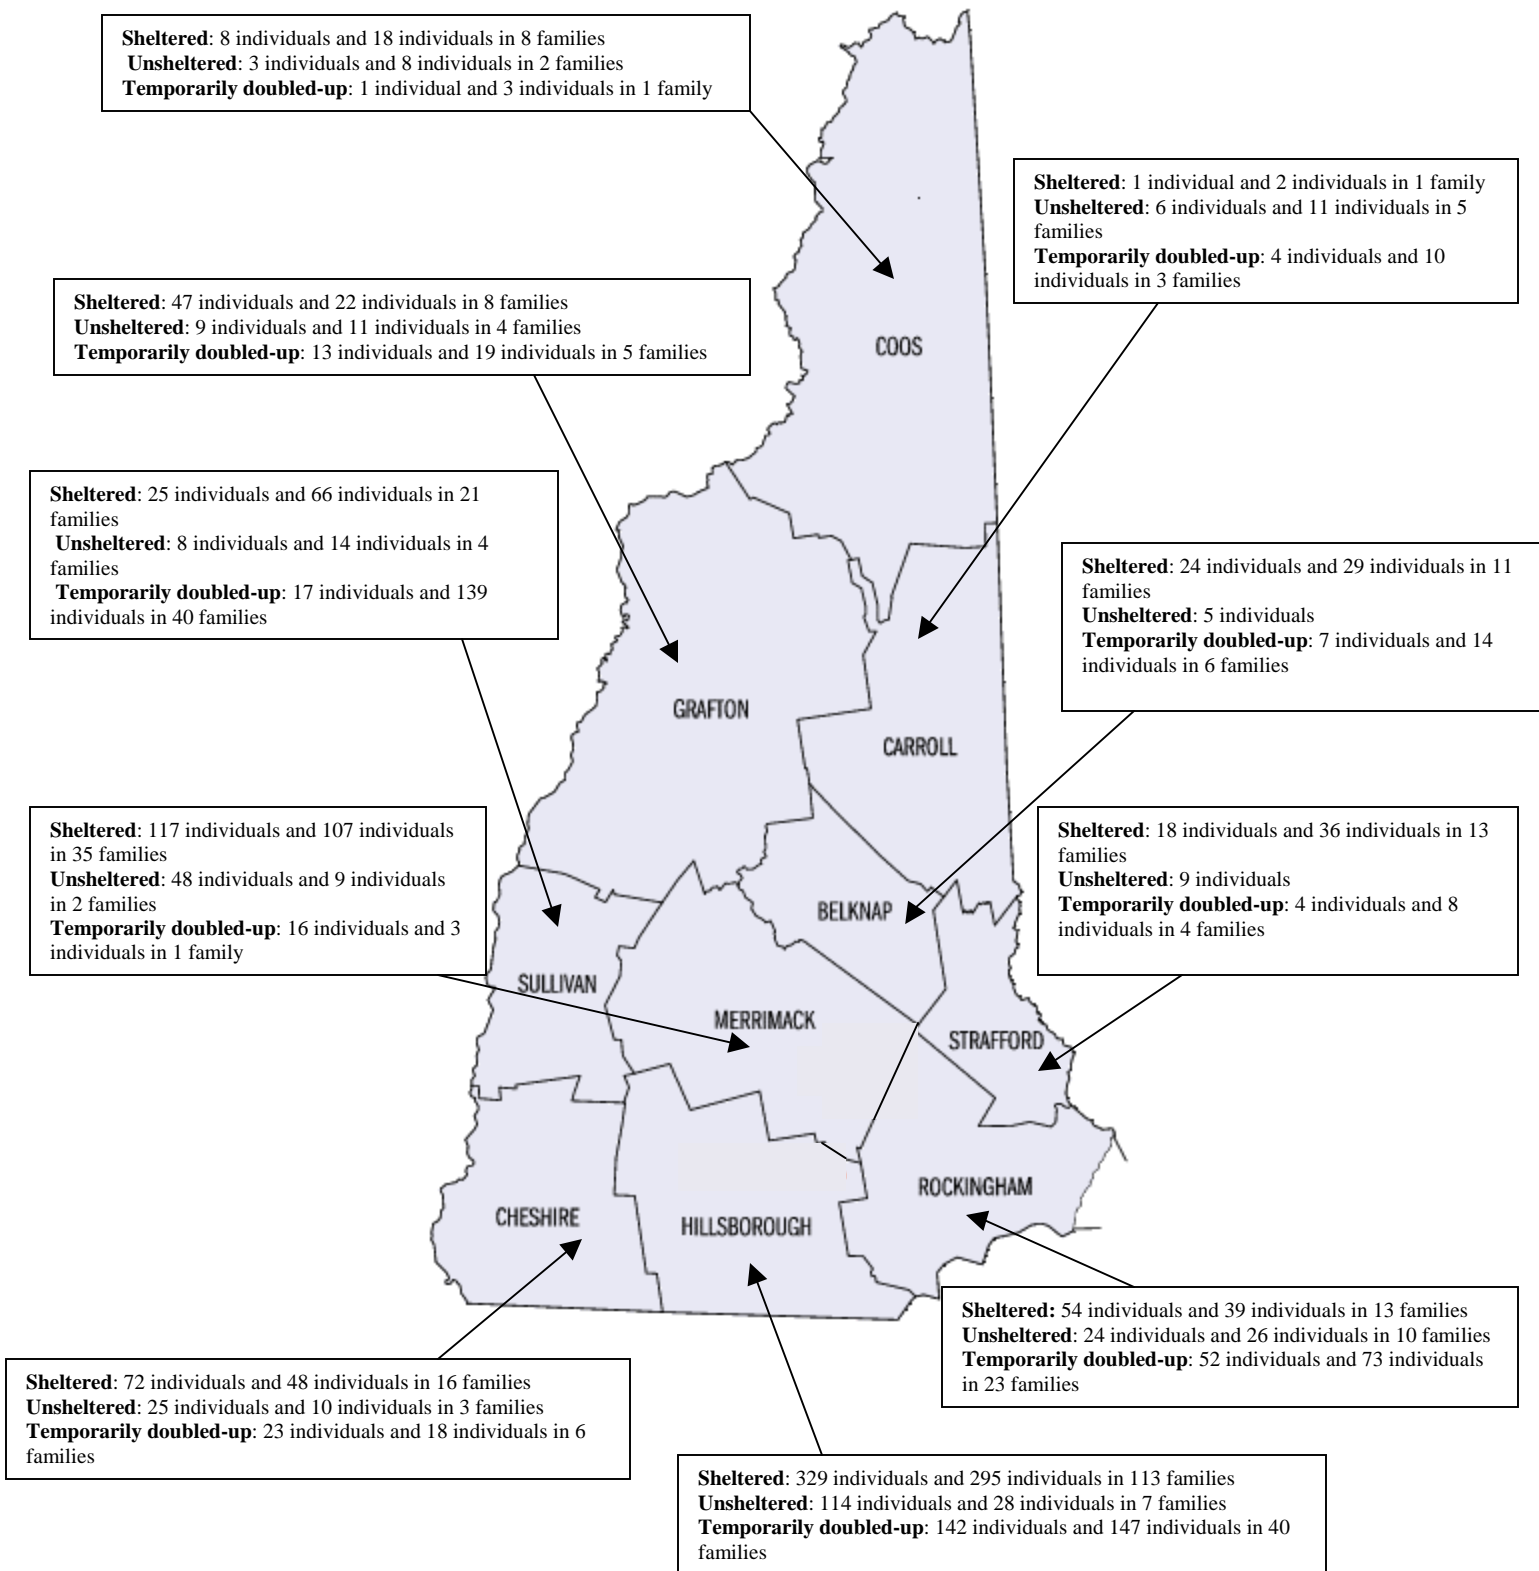 Sheltered: 8 individuals and 18 individuals in 8 families
Unsheltered: 3 individuals and 8 individuals in 2 families
Temporarily doubled-up: 1 individual and 3 individuals in 1 family
Sheltered: 1 individual and 2 individuals in 1 family
Unsheltered: 6 individuals and 11 individuals in 5
families
Temporarily doubled-up: 4 individuals and 10
individuals in 3 families
Sheltered: 47 individuals and 22 individuals in 8 families
Unsheltered: 9 individuals and 11 individuals in 4 families
Temporarily doubled-up: 13 individuals and 19 individuals in 5 families
COOS
Sheltered: 25 individuals and 66 individuals in 21
families
Unsheltered: 8 individuals and 14 individuals in 4
families
Temporarily doubled-up: 17 individuals and 139
individuals in 40 families
Sheltered: 24 individuals and 29 individuals in 11
families
Unsheltered: 5 individuals
Temporarily doubled-up: 7 individuals and 14
individuals in 6 families
GRAFTON
CARROLL
Sheltered: 117 individuals and 107 individuals
in 35 families
Unsheltered: 48 individuals and 9 individuals
in 2 families
Temporarily doubled-up: 16 individuals and 3
individuals in 1 family
Sheltered: 18 individuals and 36 individuals in 13
families
Unsheltered: 9 individuals
Temporarily doubled-up: 4 individuals and 8
individuals in 4 families
BELKNAP
SULLIVAN
MERRIMACK
STRAFFORD
ROCKINGHAM
CHESHIRE
HILLSBOROUGH
Sheltered: 54 individuals and 39 individuals in 13 families
Unsheltered: 24 individuals and 26 individuals in 10 families
Temporarily doubled-up: 52 individuals and 73 individuals
in 23 families
Sheltered: 72 individuals and 48 individuals in 16 families
Unsheltered: 25 individuals and 10 individuals in 3 families
Temporarily doubled-up: 23 individuals and 18 individuals in 6
families
Sheltered: 329 individuals and 295 individuals in 113 families
Unsheltered: 114 individuals and 28 individuals in 7 families
Temporarily doubled-up: 142 individuals and 147 individuals in 40
families